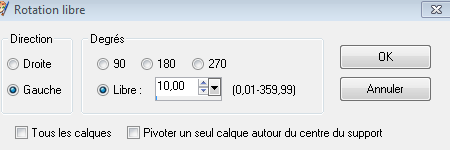 Rotation libre
Direction
Degrés
Droite
90 180 270
OK
Gauche
Libre : 10,00 (0,01-359,99)
Annuler
Tous les calques
Pivoter un seul calque autour du centre du support